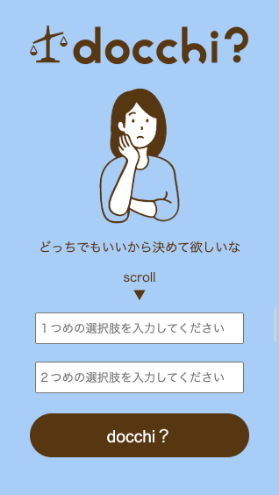 docchi?
どっちでもいいから決めて欲しいな
scroll
▼
1つめの選択肢を入力してください
2つめの選択肢を入力してください
docchi？